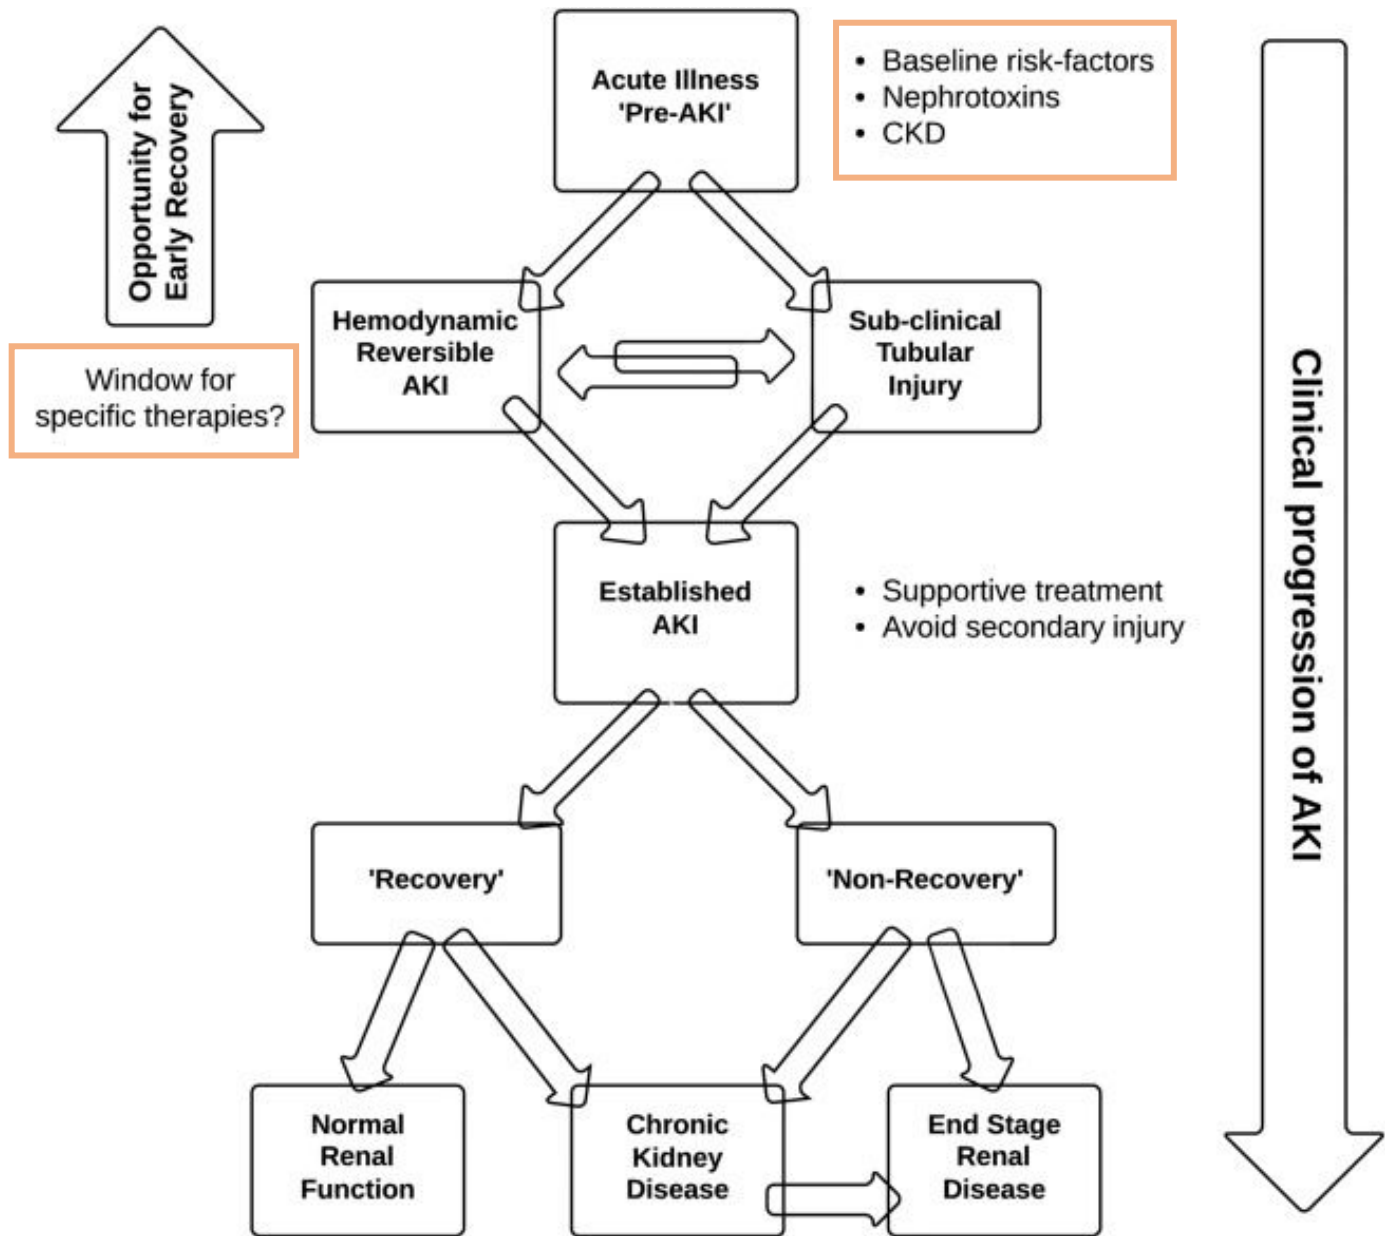 Acute Illness
'Pre-AKI'
• Baseline risk-factors
• Nephrotoxins
• CKD
Opportunity for
Early Recovery
Window for
specific therapies?
Hemodynamic
Reversible
AKI
Sub-clinical
Tubular
Injury
Established
AKI
• Supportive treatment
• Avoid secondary injury
Clinical progression of AKI
'Recovery'
'Non-Recovery'
Normal
Renal
Function
Chronic
Kidney
Disease
End Stage
Renal
Disease